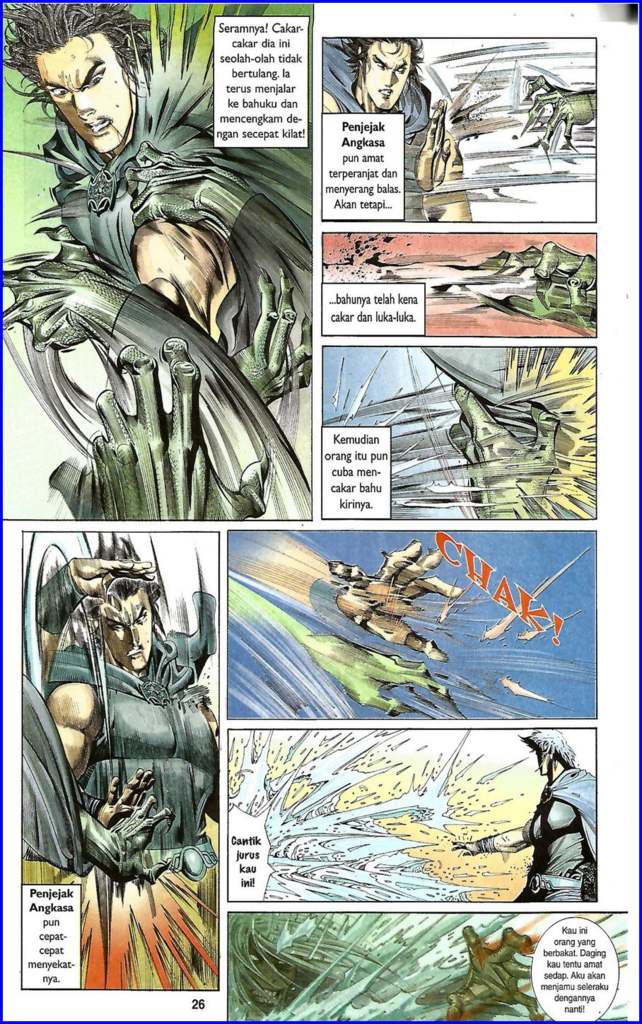 Seramnya! Cakar-
cakar dia ini
seolah-olah tidak
bertulang. Ia
terus menjalar
ke bahuku dan
mencengkam de-
ngan secepat kilat!
Penjejak
Angkasa
pun amat
terperanjat dan
menyerang balas.
Akan tetapi...
...bahunya telah kena
cakar dan luka-luka.
Kemudian
orang itu pun
cuba men-
cakar bahu
kirinya.
Penjejak
Angkasa
pun
cepat-
cepat
menyekat-
nya.
CHAK!
Cantik
jurus
kau
ini!
Kau ini
orang yang
berbakat. Daging
kau tentu amat
sedap. Aku akan
menjamu seleraku
dengannya
nanti!
26